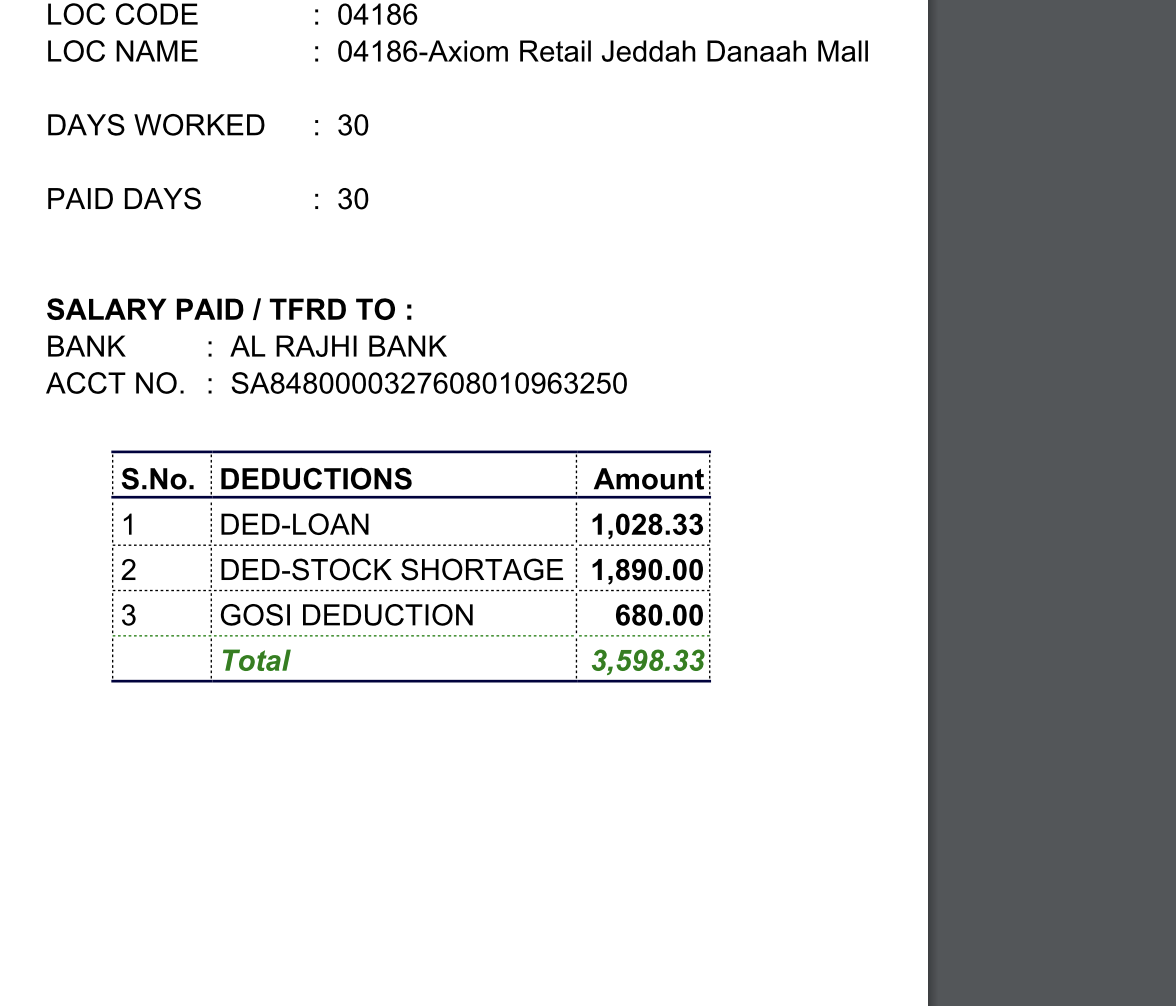 LOC CODE : 04186
LOC NAME : 04186-Axiom Retail Jeddah Danaah Mall
DAYS WORKED : 30
PAID DAYS : 30
SALARY PAID / TFRD TO :
BANK : AL RAJHI BANK
ACCT NO. : SA8480000327608010963250
S.No. DEDUCTIONS Amount
1 DED-LOAN 1,028.33
2 DED-STOCK SHORTAGE 1,890.00
3 GOSI DEDUCTION 680.00
Total 3,598.33